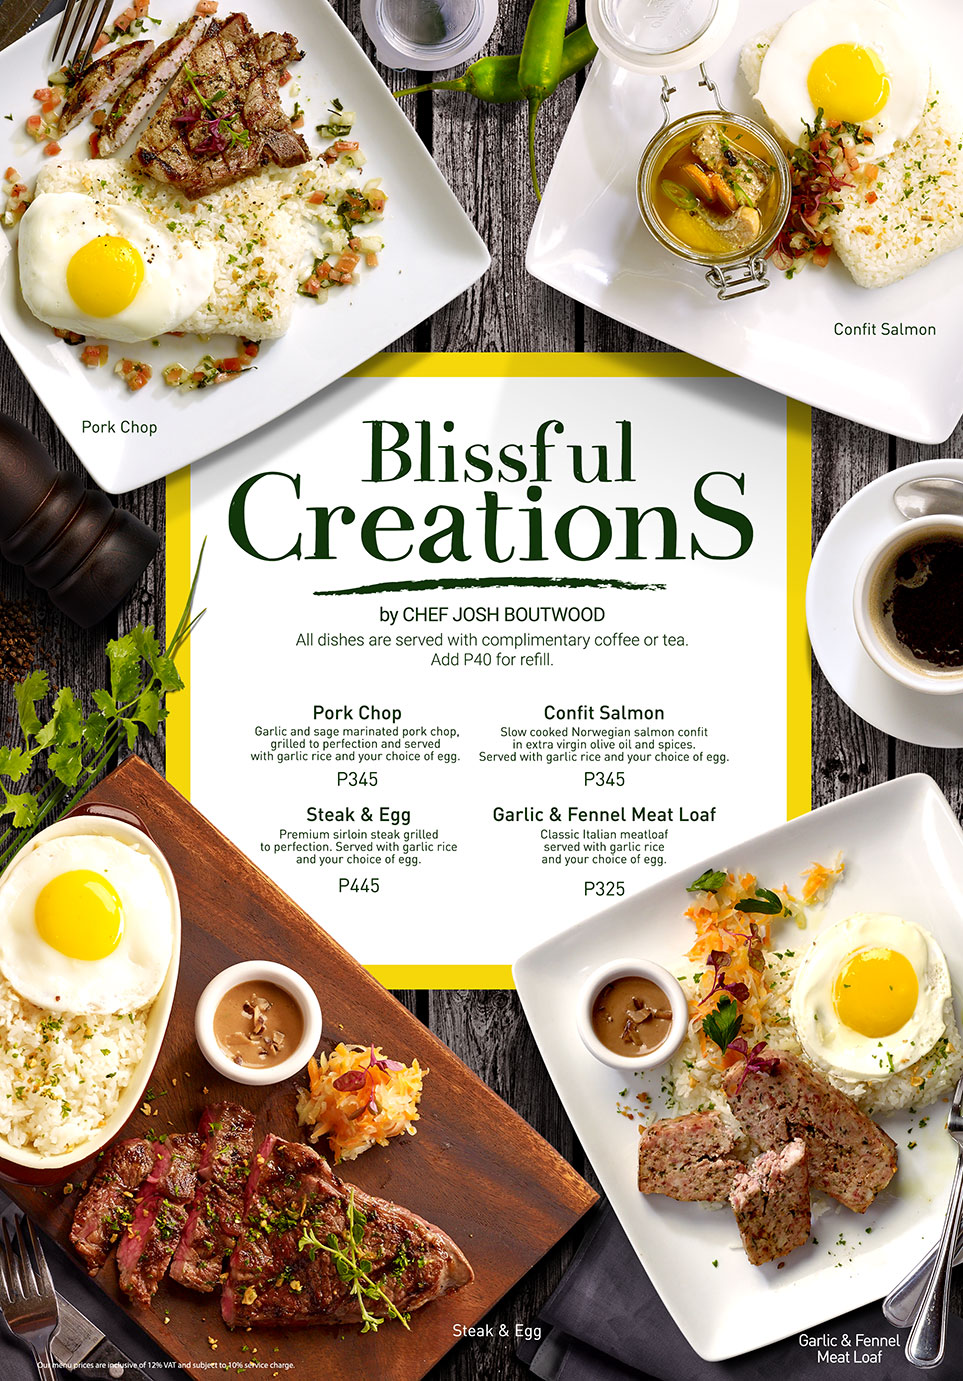 Confit Salmon
Pork Chop
Blissful
CreationS
by CHEF JOSH BOUTWOOD
All dishes are served with complimentary coffee or tea.
Add P40 for refill.
Pork Chop
Garlic and sage marinated pork chop,
grilled to perfection and served
with garlic rice and your choice of egg.
P345
Confit Salmon
Slow cooked Norwegian salmon confit
in extra virgin olive oil and spices.
Served with garlic rice and your choice of egg.
P345
Steak & Egg
Premium sirloin steak grilled
to perfection. Served with garlic rice
and your choice of egg.
P445
Garlic & Fennel Meat Loaf
Classic Italian meatloaf
served with garlic rice
and your choice of egg.
P325
Steak & Egg
Garlic & Fennel
Meat Loaf
Our menu prices are inclusive of 12% VAT and subject to 10% service charge.